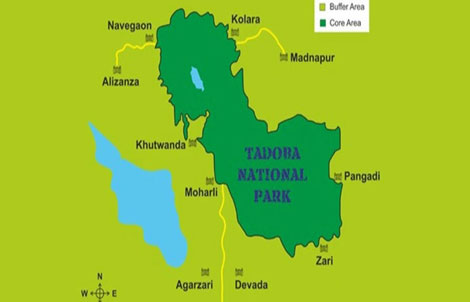 Buffer Area
Core Area
Navegaon
Kolara
Madnapur
Alizanza
Khutwanda
TADOBA
NATIONAL
PARK
Pangadi
Moharli
Zari
Agarzari
Devada
N
W
E
S